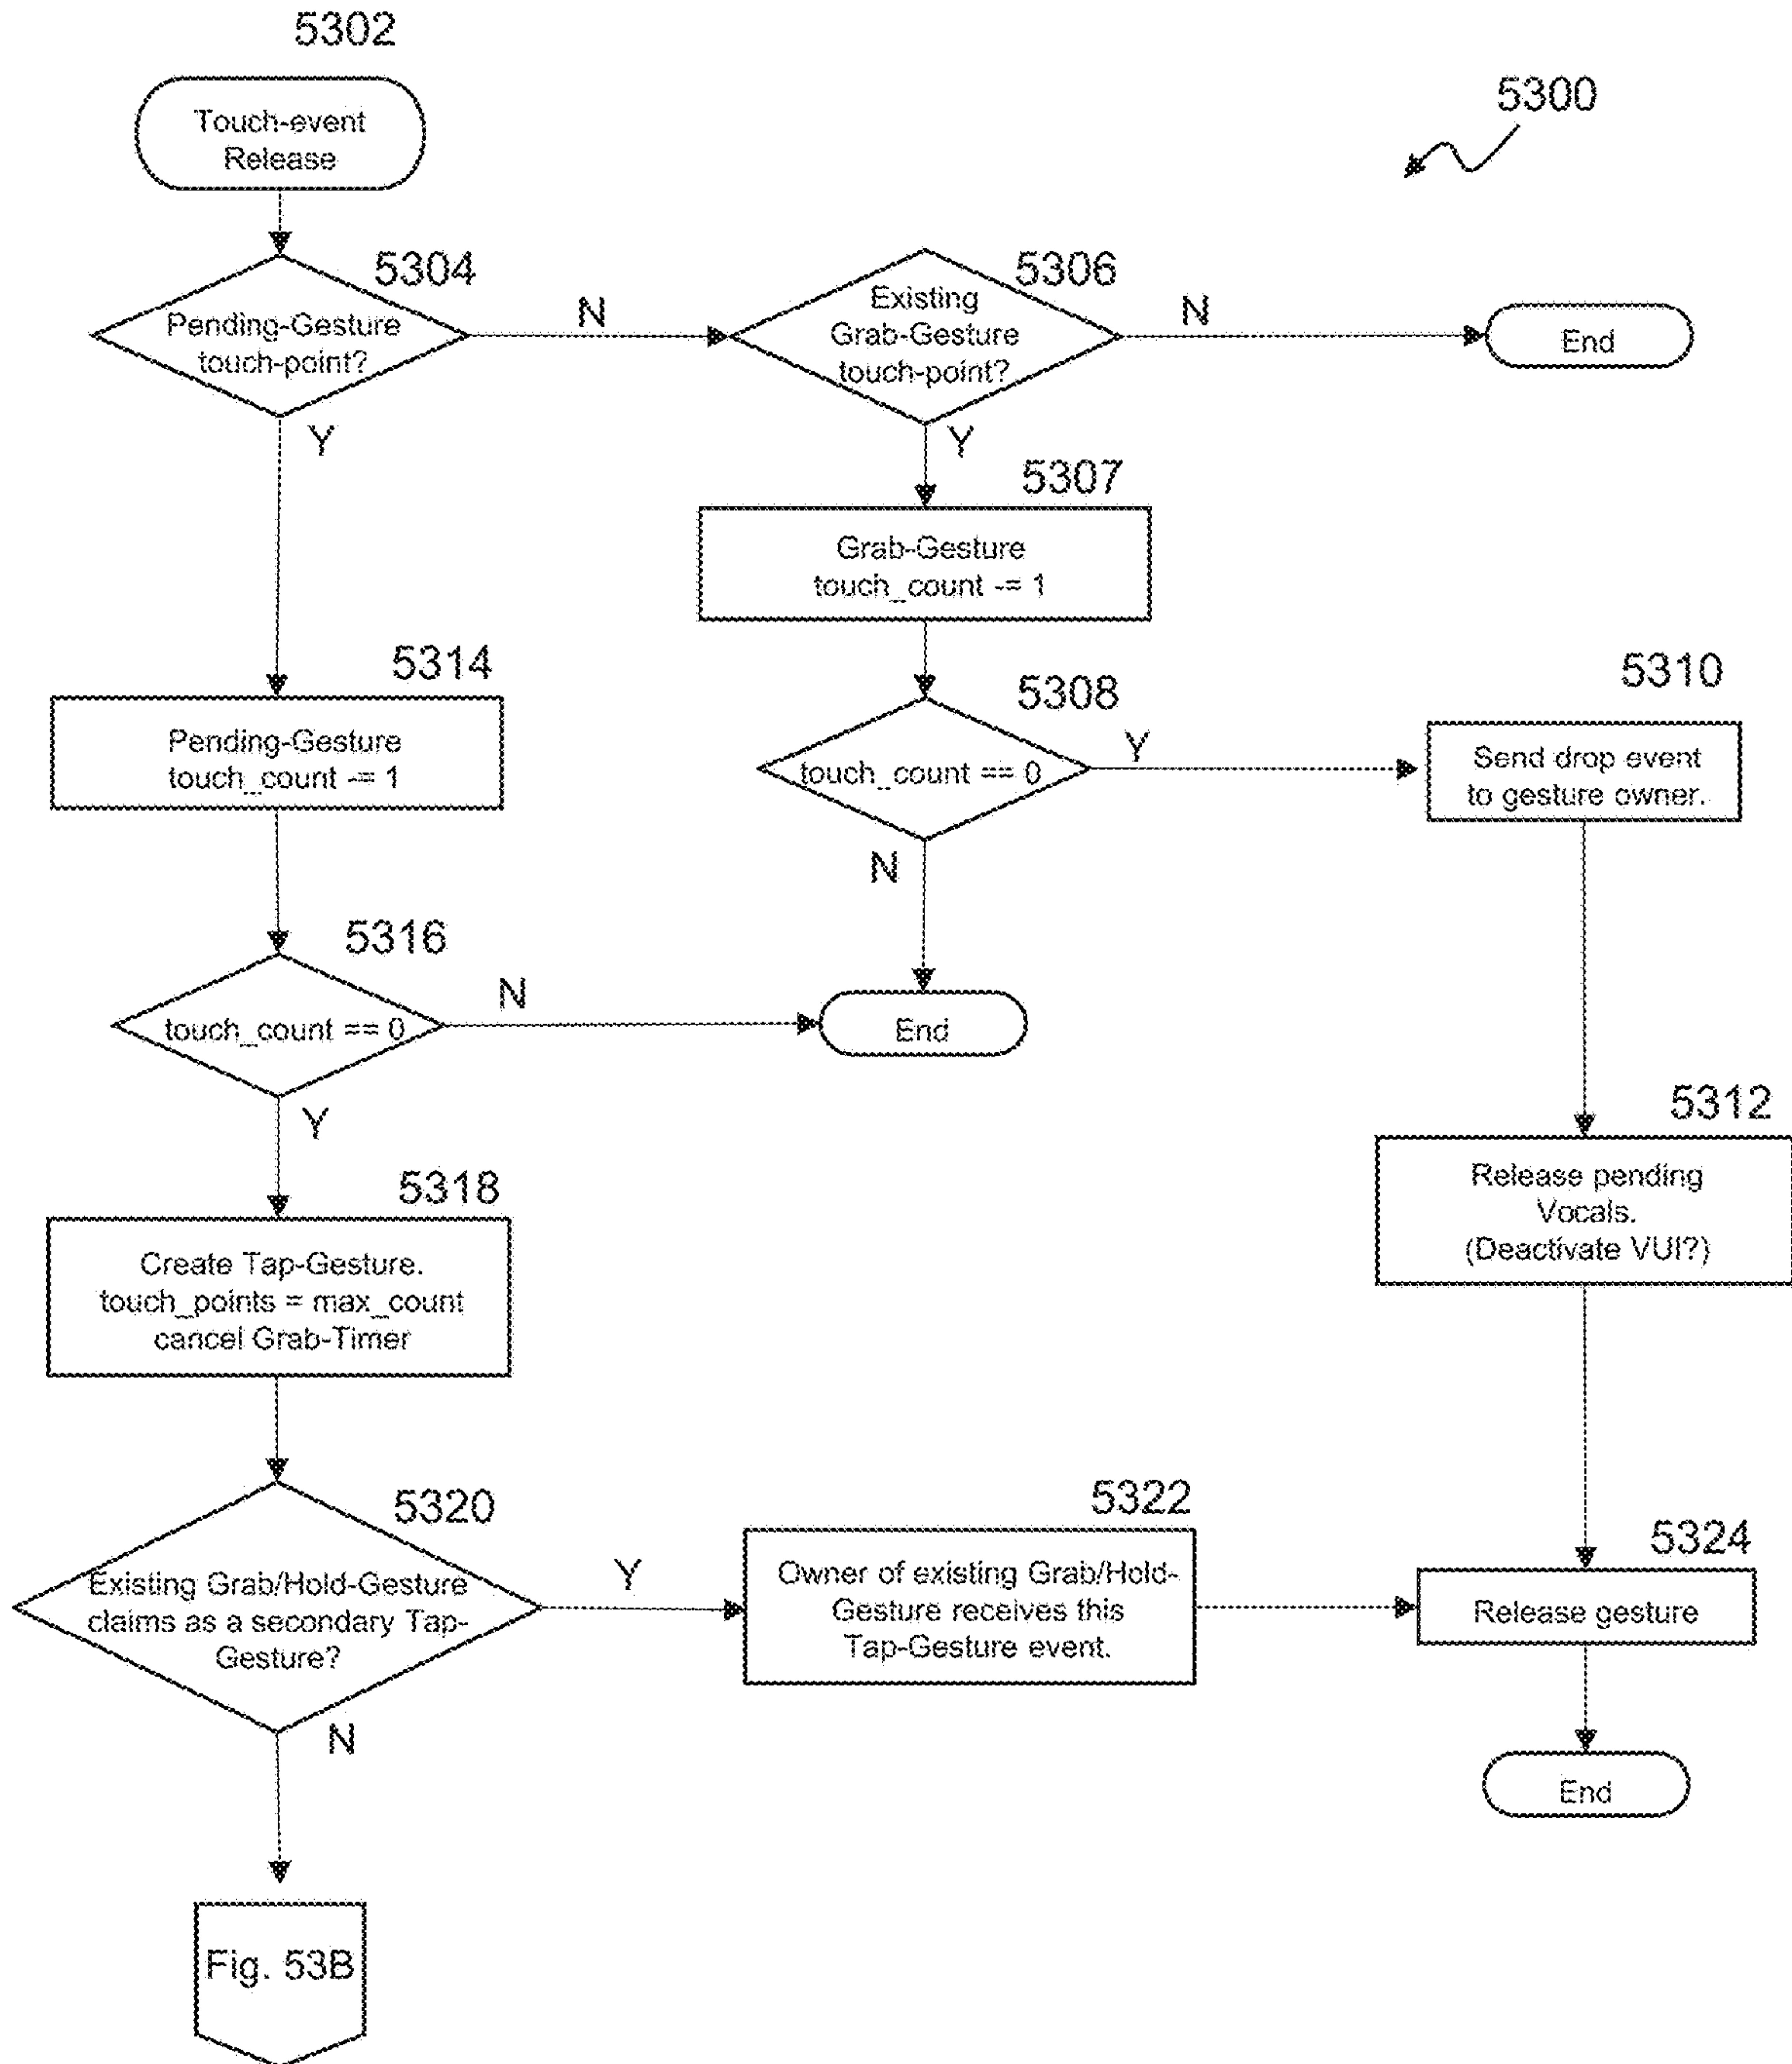 5302
5300
Touch-event
Release
5304
Pending-Gesture
touch-point?
N
5306
Existing
Grab-Gesture
touch-point?
N
End
Y
Y
5307
Grab-Gesture
touch_count -= 1
5314
Pending-Gesture
touch_count -= 1
5308
touch_count == 0
Y
5310
Send drop event
to gesture owner.
N
5316
touch_count == 0
N
End
Y
5312
Release pending
Vocals.
(Deactivate VUI?)
5318
Create Tap-Gesture.
touch_points = max_count
cancel Grab-Timer
5320
Existing Grab/Hold-Gesture
claims as a secondary Tap-
Gesture?
Y
5322
Owner of existing Grab/Hold-
Gesture receives this
Tap-Gesture event.
5324
Release gesture
N
End
Fig. 53B